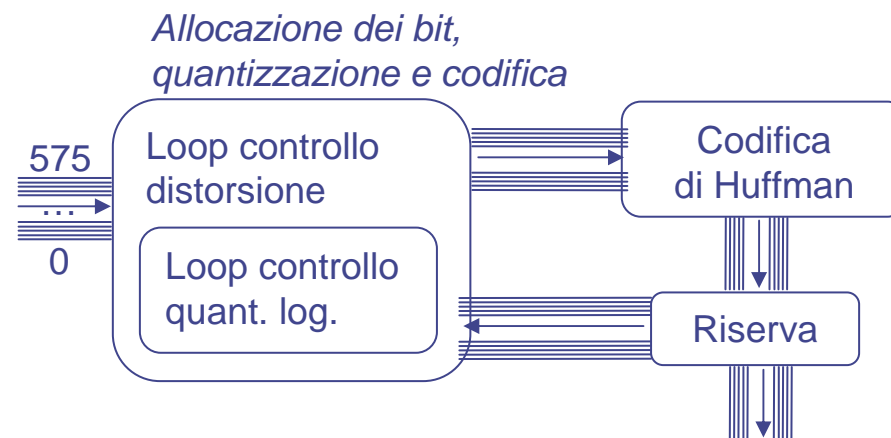 Allocazione dei bit,
quantizzazione e codifica
575
...
0
Loop controllo
distorsione
Loop controllo
quant. log.
Codifica
di Huffman
Riserva